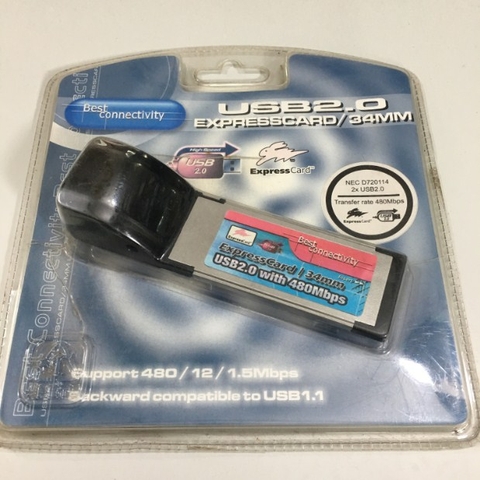 Best
connectivity
USB2.0
EXPRESSCARD/34MM
High-Speed
USB
2.0
ExpressCard
NEC D720114
2x USB2.0
Transfer rate 480Mbps
ExpressCard
Best
Connectivity
ExpressCard / 34mm
USB2.0 with 480Mbps
Support 480 / 12 / 1.5Mbps
Backward compatible to USB1.1